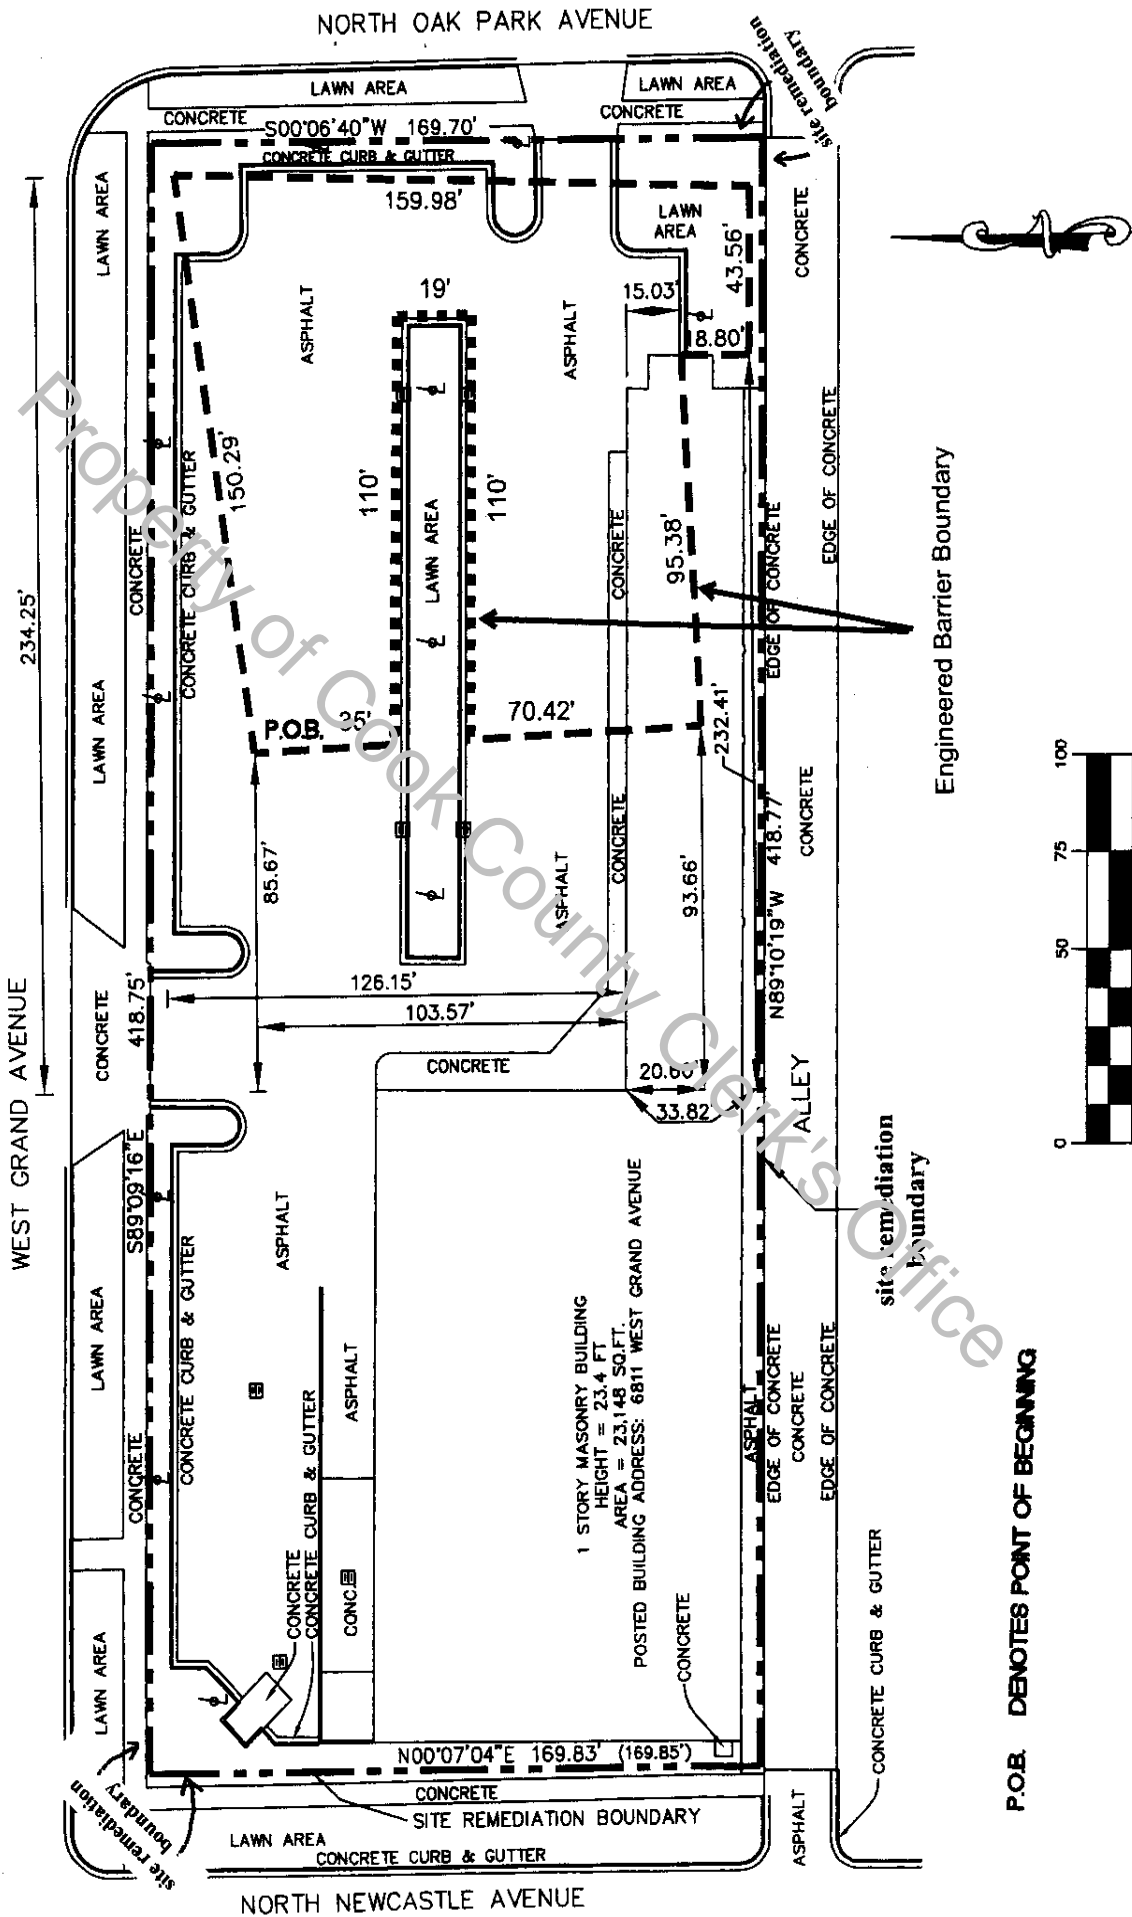 NORTH OAK PARK AVENUE
site remediation
boundary
LAWN AREA
LAWN AREA
CONCRETE
CONCRETE
S00°06'40"W 169.70'
CONCRETE CURB & GUTTER
159.98'
LAWN AREA
LAWN
AREA
CONCRETE
43.56'
15.03'
8.80'
19'
ASPHALT
ASPHALT
234.25'
150.29'
CONCRETE
CONCRETE CURB & GUTTER
110'
LAWN AREA
110'
CONCRETE
95.38'
EDGE OF CONCRETE
EDGE OF CONCRETE
Engineered Barrier Boundary
LAWN AREA
P.O.B. 35'
70.42'
232.41'
85.67'
ASPHALT
CONCRETE
93.66'
N89°10'19"W 418.77'
CONCRETE
WEST GRAND AVENUE
CONCRETE
418.75'
S89°09'16"E
126.15'
103.57'
CONCRETE
20.60'
33.82'
ALLEY
site remediation
boundary
0 50 75 100
LAWN AREA
CONCRETE
CONCRETE CURB & GUTTER
ASPHALT
ASPHALT
CONCRETE CURB & GUTTER
CONCRETE
CONC.
1 STORY MASONRY BUILDING
HEIGHT = 23.4 FT
AREA = 23,148 SQ.FT.
POSTED BUILDING ADDRESS: 6811 WEST GRAND AVENUE
CONCRETE
ASPHALT
EDGE OF CONCRETE
CONCRETE
EDGE OF CONCRETE
CONCRETE CURB & GUTTER
LAWN AREA
N00°07'04"E 169.83' (169.85')
CONCRETE
SITE REMEDIATION BOUNDARY
LAWN AREA
CONCRETE CURB & GUTTER
ASPHALT
site remediation
boundary
NORTH NEWCASTLE AVENUE
P.O.B. DENOTES POINT OF BEGINNING
Property of Cook County Clerk's Office